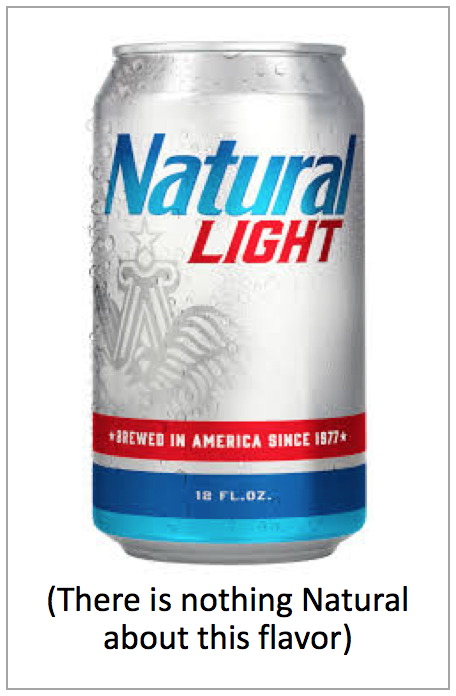 Natural
LIGHT
★BREWED IN AMERICA SINCE 1977★
12 FL.OZ.
(There is nothing Natural
about this flavor)